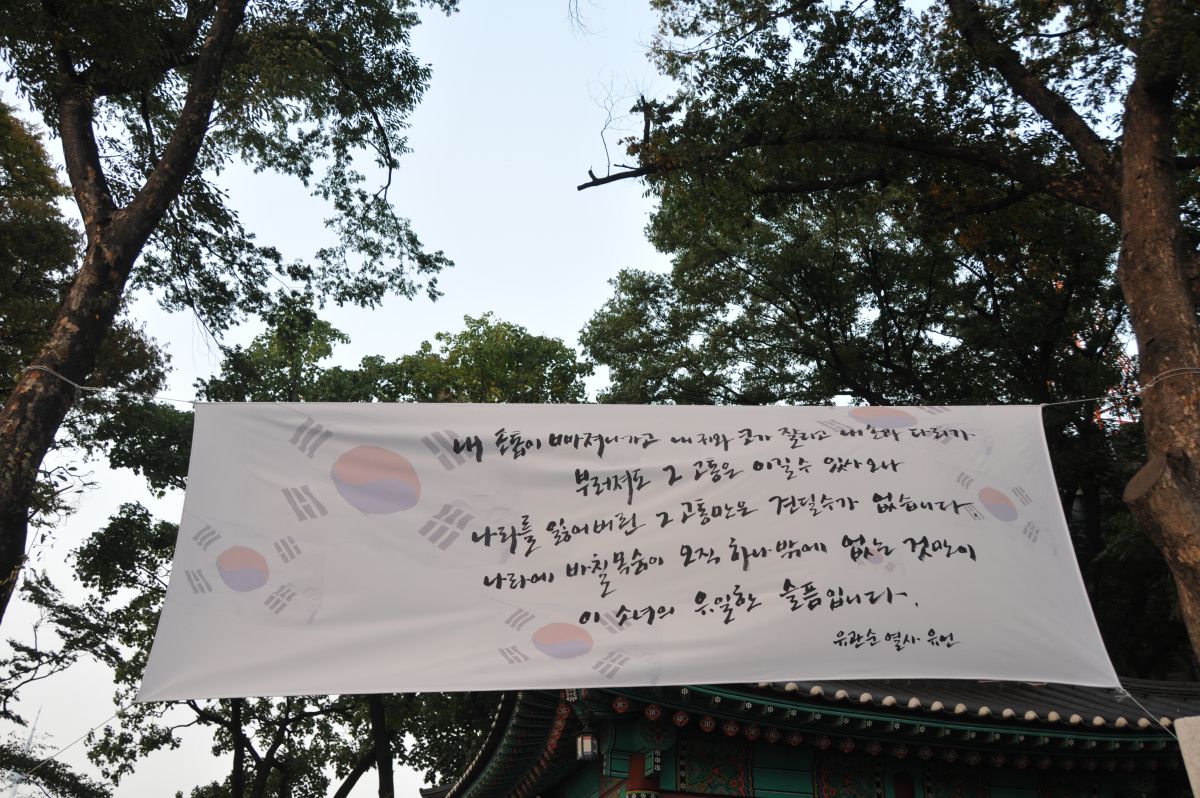 내 손톱이 빠져나가고 내 귀와 코가 잘리고 내 손과 다리가
부러져도 그 고통은 이길수 있사오나
나라를 잃어버린 그 고통만은 견딜수가 없습니다
나라에 바칠 목숨이 오직 하나밖에 없는 것만이
이 소녀의 유일한 슬픔입니다.
유관순 열사 유언